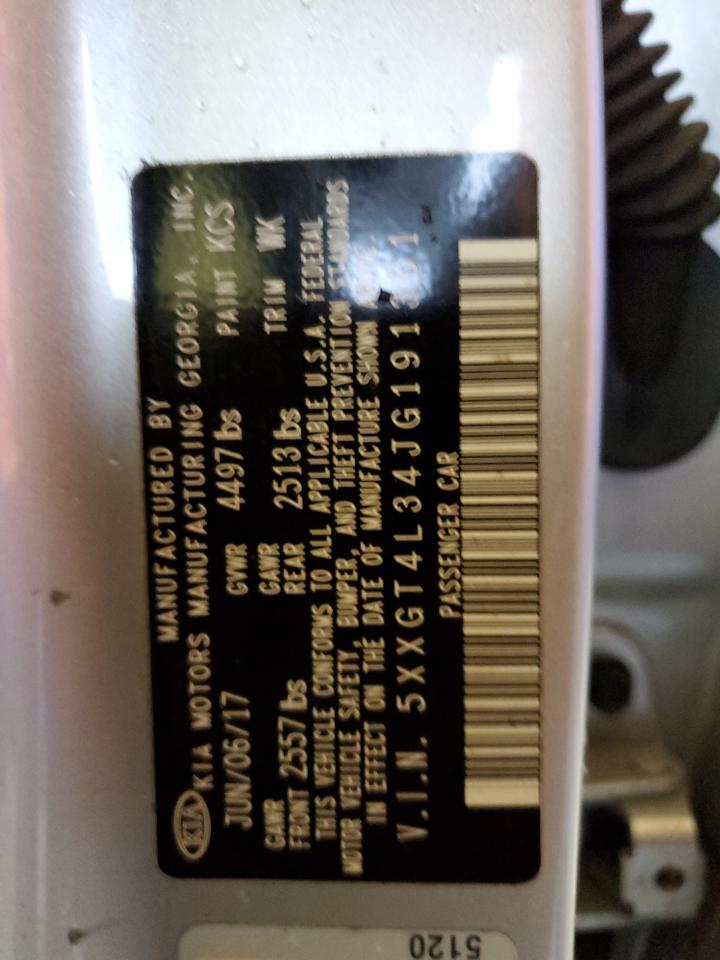 MANUFACTURED BY
KIA KIA MOTORS MANUFACTURING GEORGIA, INC.
JUN/06/17 GVWR 4497 lbs PAINT KCS
GAWR FRONT 2557 lbs GAWR REAR 2513 lbs TRIM WK
THIS VEHICLE CONFORMS TO ALL APPLICABLE U.S.A. FEDERAL
MOTOR VEHICLE SAFETY, BUMPER, AND THEFT PREVENTION STANDARDS
IN EFFECT ON THE DATE OF MANUFACTURE SHOWN
V.I.N. 5XXGT4L34JG191361
PASSENGER CAR
5120